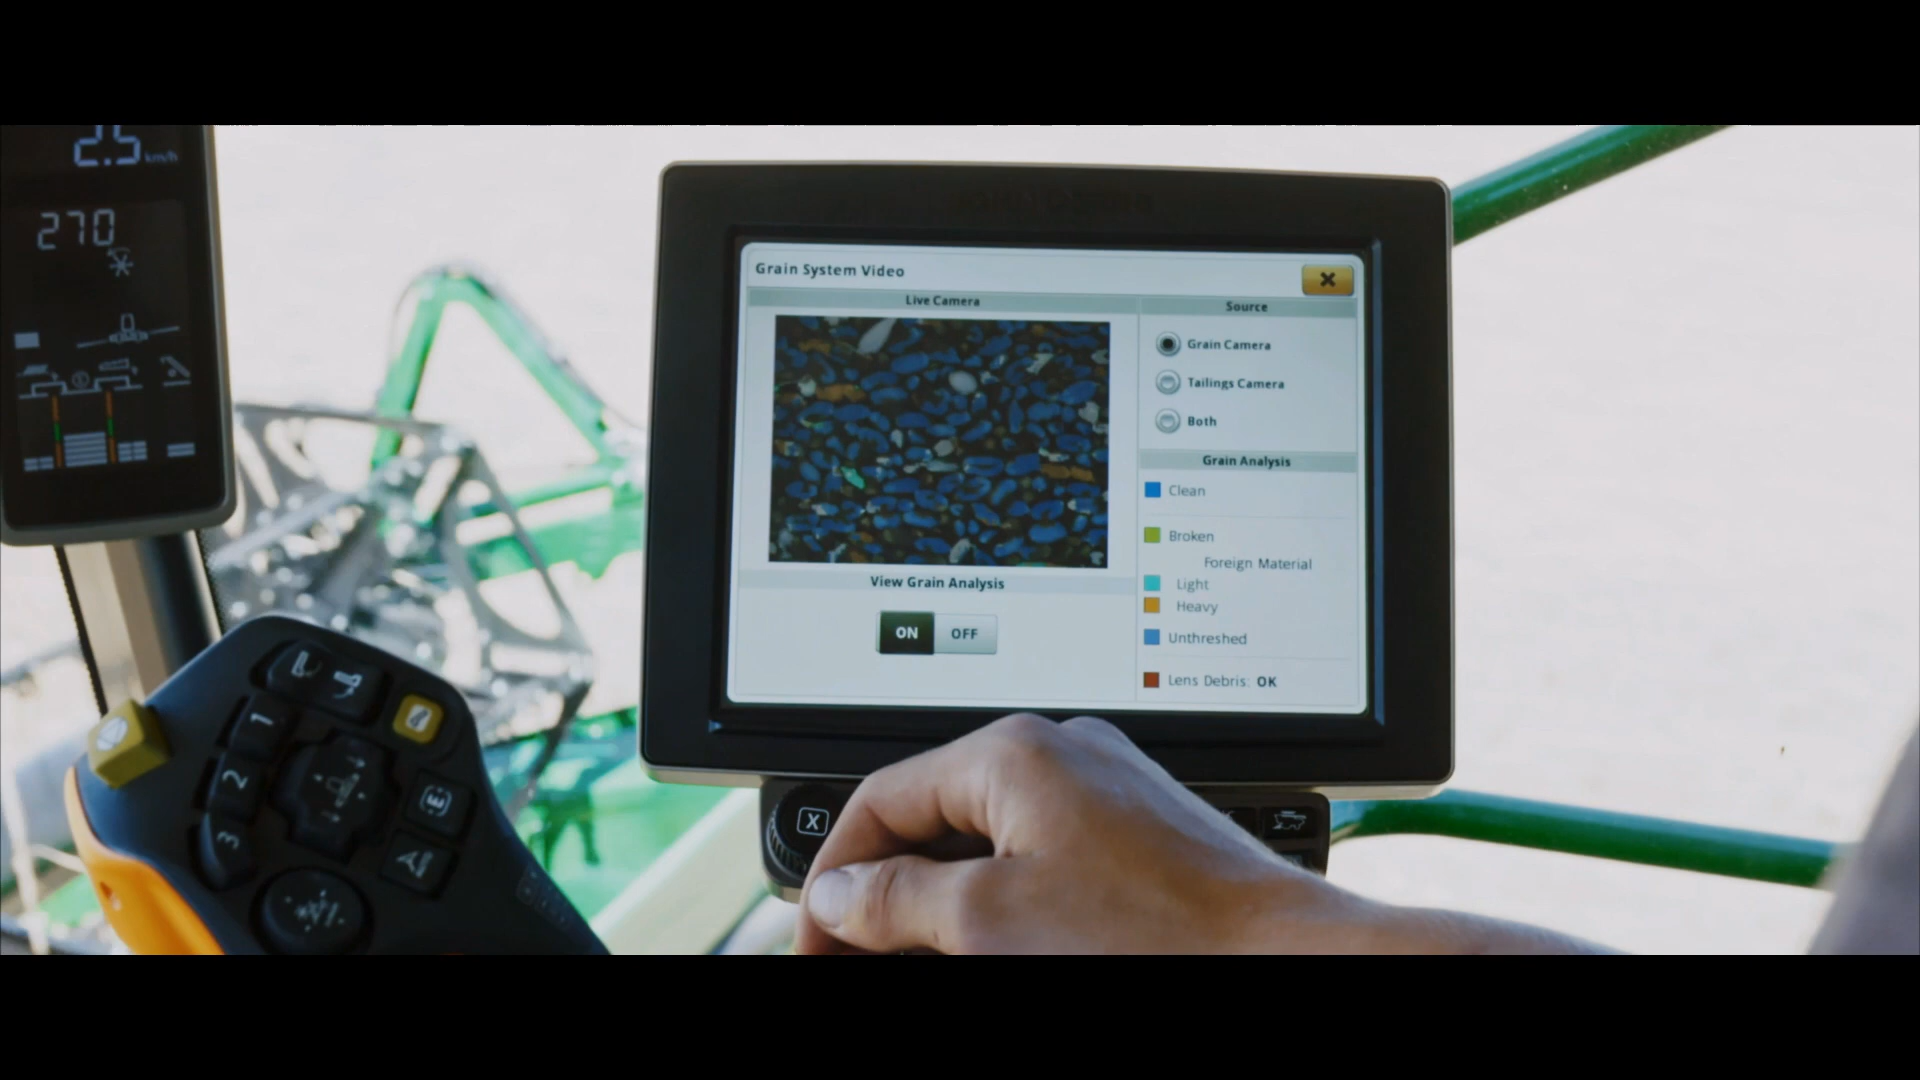 2.5 km/h
270
Grain System Video
Live Camera
View Grain Analysis
ON OFF
Source
Grain Camera
Tailings Camera
Both
Grain Analysis
Clean
Broken
Foreign Material
Light
Heavy
Unthreshed
Lens Debris: OK
1
2
3
X